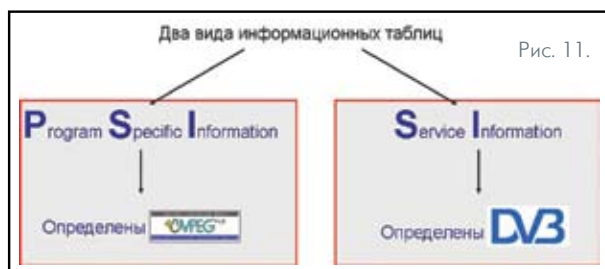 Два вида информационных таблиц
Рис. 11.
Program Specific Information
Service Information
Определены MPEG
Определены DVB